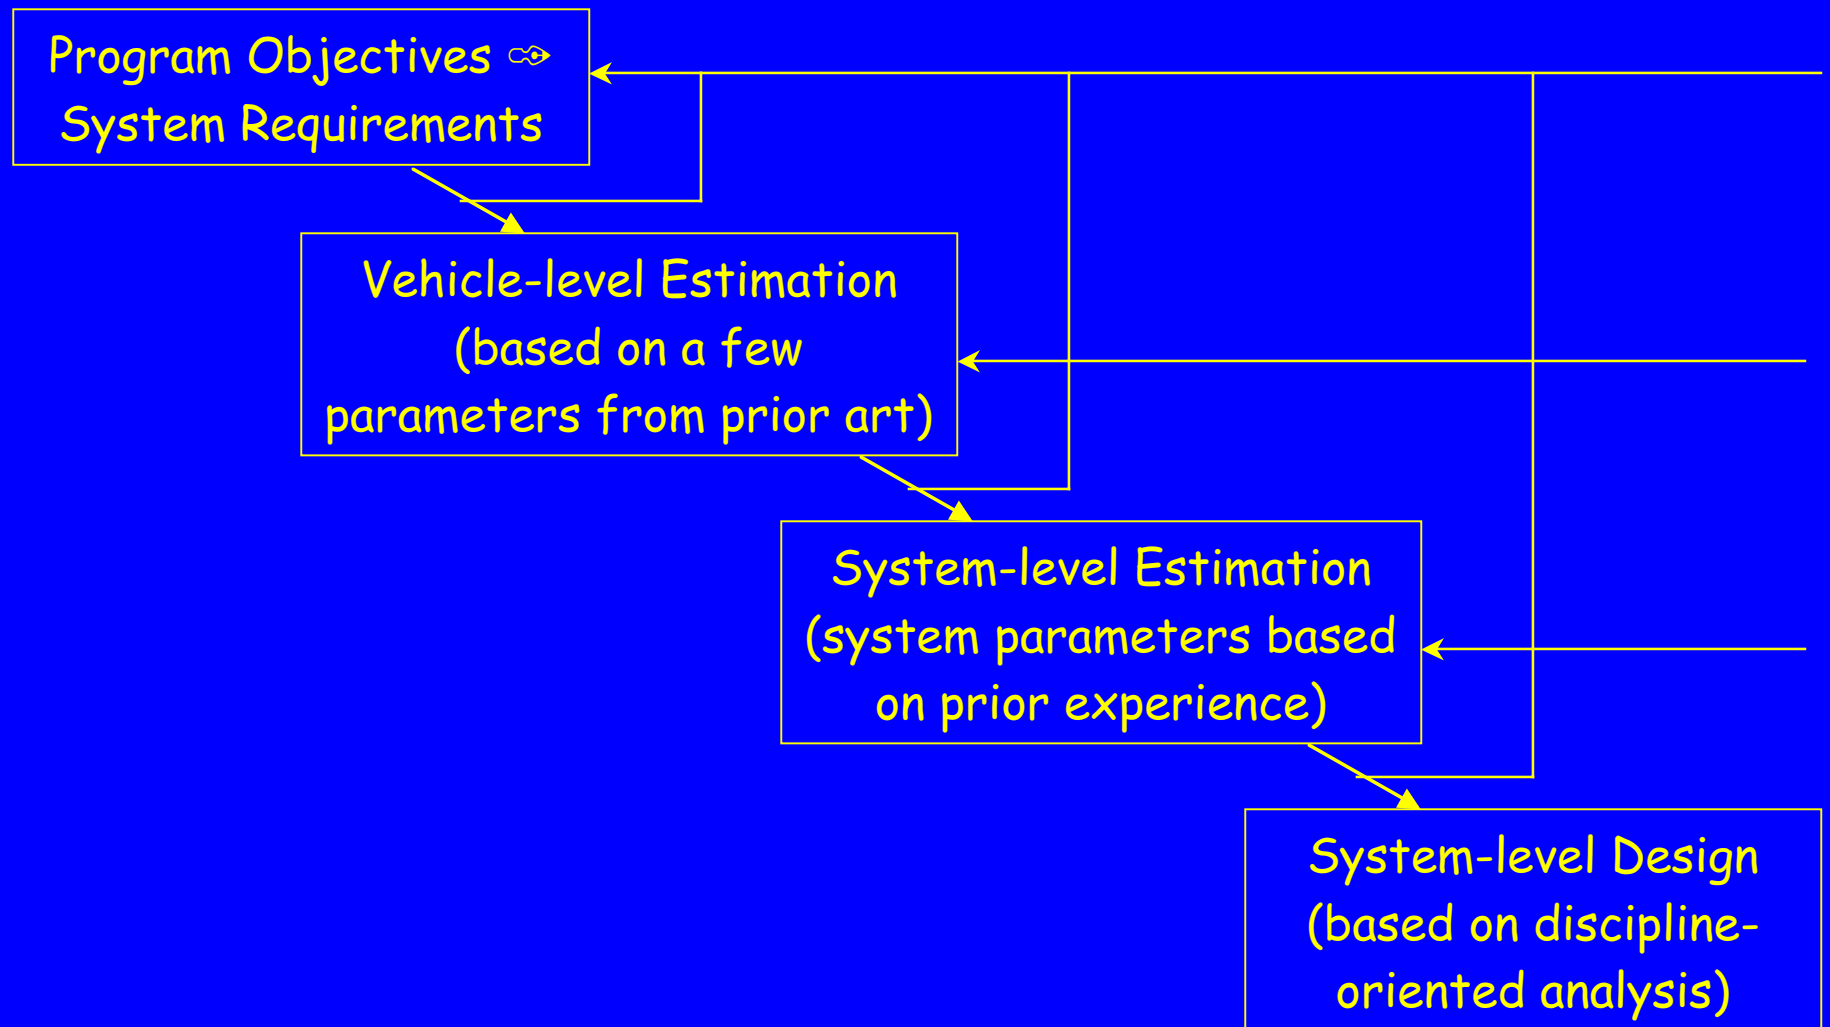 Program Objectives ✑
System Requirements
Vehicle-level Estimation
(based on a few
parameters from prior art)
System-level Estimation
(system parameters based
on prior experience)
System-level Design
(based on discipline-
oriented analysis)